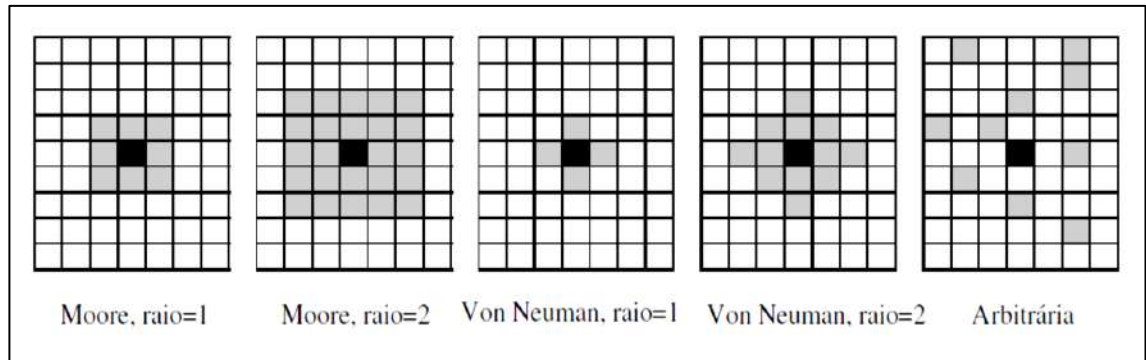 Moore, raio=1 Moore, raio=2 Von Neuman, raio=1 Von Neuman, raio=2 Arbitrária